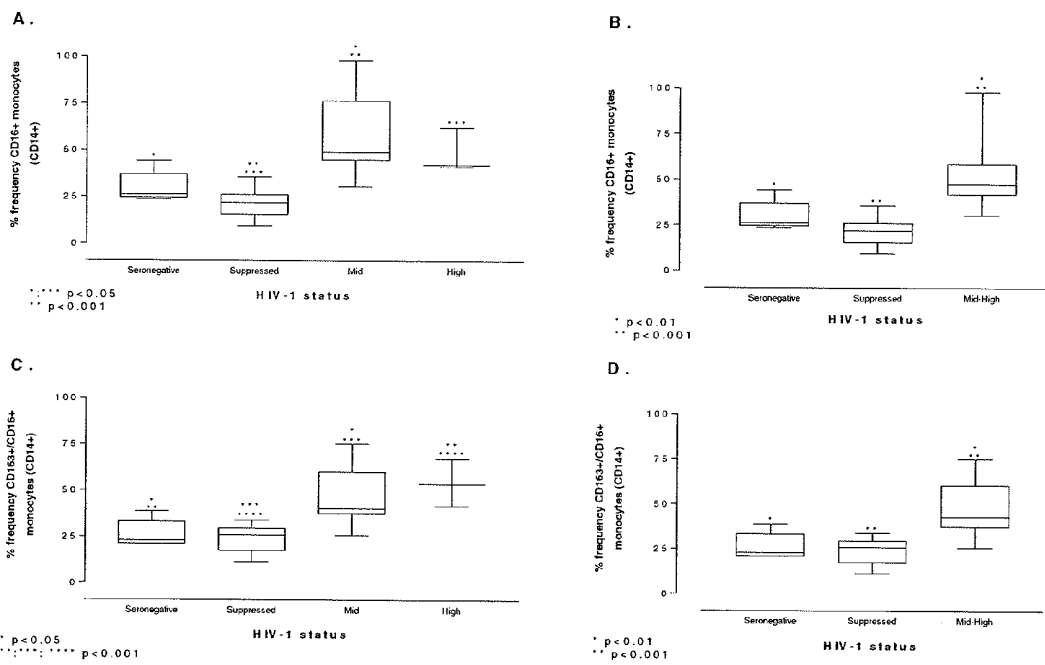 A.
% frequency CD16+ monocytes
(CD14+)
100
75
50
25
0
*
**
***
*
**
***
Seronegative
Suppressed
Mid
High
HIV-1 status
*;*** p<0.05
** p<0.001
B.
% frequency CD16+ monocytes
(CD14+)
100
75
50
25
0
*
**
*
**
Seronegative
Suppressed
Mid-High
HIV-1 status
* p<0.01
** p<0.001
C.
% frequency CD163+/CD16+
monocytes (CD14+)
100
75
50
25
0
*
**
***
****
*
***
**
****
Seronegative
Suppressed
Mid
High
HIV-1 status
* p<0.05
**;***; **** p<0.001
D.
% frequency CD163+/CD16+
monocytes (CD14+)
100
75
50
25
0
*
**
*
**
Seronegative
Suppressed
Mid-High
HIV-1 status
* p<0.01
** p<0.001